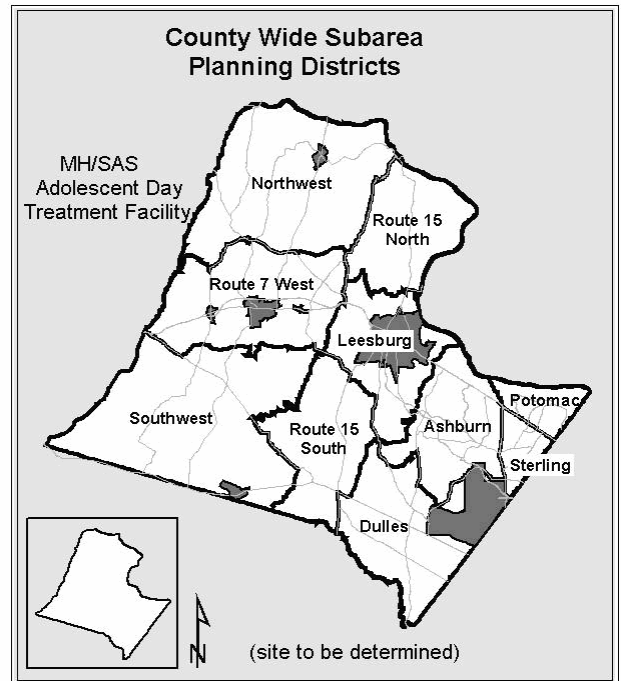 County Wide Subarea
Planning Districts
MH/SAS
Adolescent Day
Treatment Facility
Northwest
Route 15
North
Route 7 West
Leesburg
Southwest
Route 15
South
Ashburn
Potomac
Sterling
Dulles
N
(site to be determined)